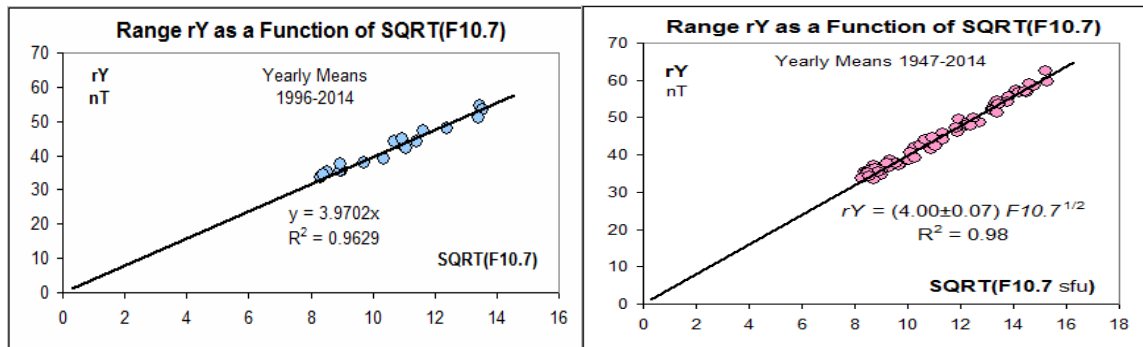 Range rY as a Function of SQRT(F10.7)
70
60
50
40
30
20
10
0
rY
nT
Yearly Means
1996-2014
y = 3.9702x
R² = 0.9629
SQRT(F10.7)
0 2 4 6 8 10 12 14 16
Range rY as a Function of SQRT(F10.7)
70
60
50
40
30
20
10
0
rY
nT
Yearly Means 1947-2014
rY = (4.00±0.07) F10.7^1/2
R² = 0.98
SQRT(F10.7 sfu)
0 2 4 6 8 10 12 14 16 18